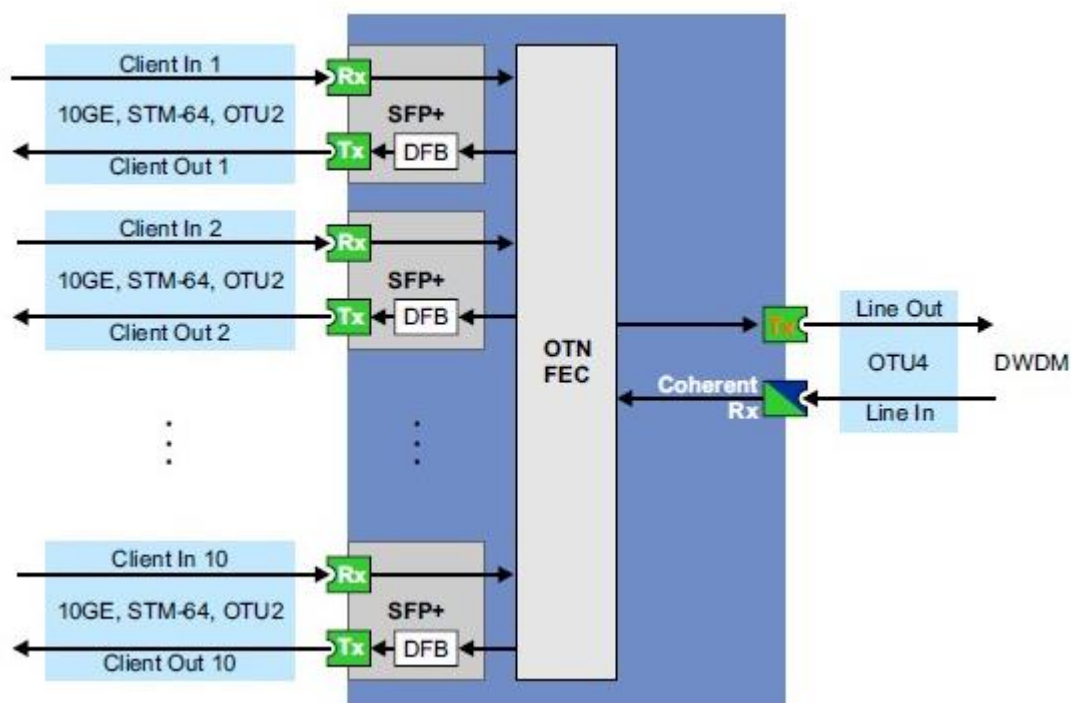 Client In 1
Rx
10GE, STM-64, OTU2
SFP+
Tx
DFB
Client Out 1
Client In 2
Rx
10GE, STM-64, OTU2
SFP+
Tx
DFB
Client Out 2
OTN
FEC
Tx
Line Out
OTU4
DWDM
Coherent
Rx
Line In
Client In 10
Rx
10GE, STM-64, OTU2
SFP+
Tx
DFB
Client Out 10